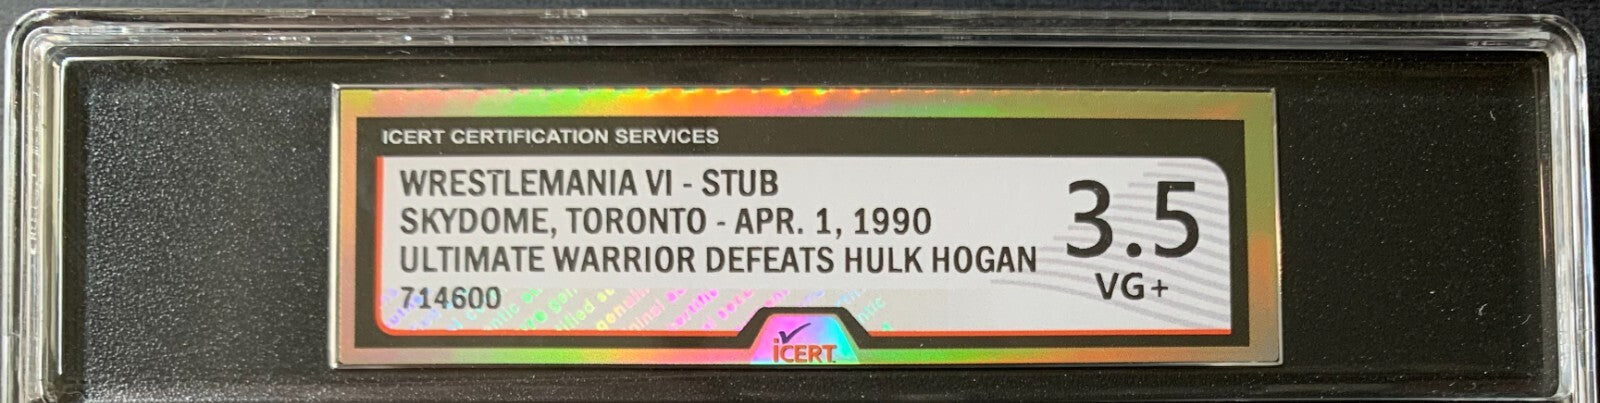 ICERT CERTIFICATION SERVICES
WRESTLEMANIA VI - STUB
SKYDOME, TORONTO - APR. 1, 1990
ULTIMATE WARRIOR DEFEATS HULK HOGAN
714600
3.5
VG+
iCERT